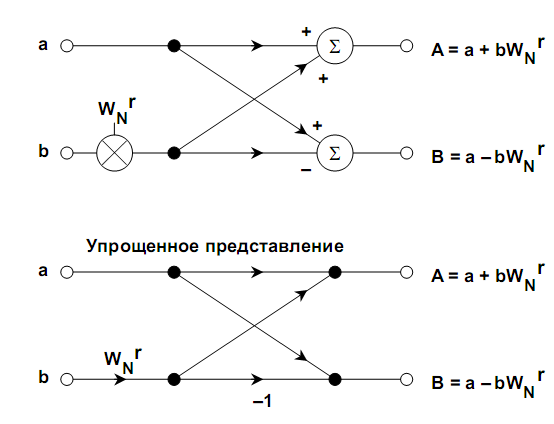 a + Σ A = a + bW_N^r
+
W_N^r +
b – Σ B = a – bW_N^r
Упрощенное представление
a A = a + bW_N^r
W_N^r
b B = a – bW_N^r
–1